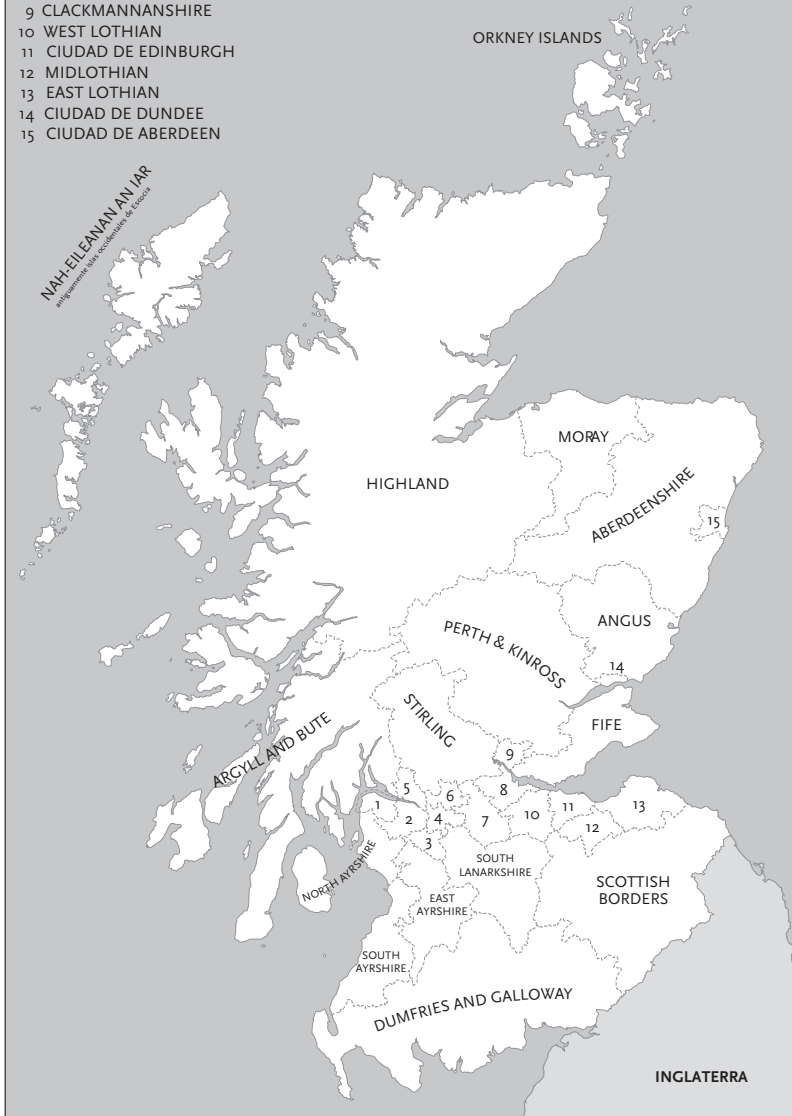 9 CLACKMANNANSHIRE
10 WEST LOTHIAN
11 CIUDAD DE EDINBURGH
12 MIDLOTHIAN
13 EAST LOTHIAN
14 CIUDAD DE DUNDEE
15 CIUDAD DE ABERDEEN
ORKNEY ISLANDS
NAH-EILEANAN AN IAR
antiguamente islas occidentales de Escocia
MORAY
HIGHLAND
ABERDEENSHIRE
15
ANGUS
PERTH & KINROSS
14
STIRLING
FIFE
ARGYLL AND BUTE
9
5
6
8
1
2
4
7
10
11
13
12
3
NORTH AYRSHIRE
SOUTH
LANARKSHIRE
SCOTTISH
BORDERS
EAST
AYRSHIRE
SOUTH
AYRSHIRE
DUMFRIES AND GALLOWAY
INGLATERRA